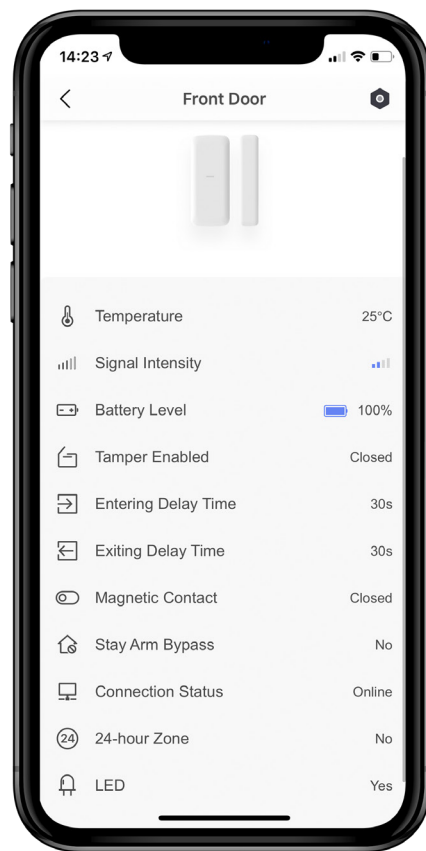 14:23
Front Door
Temperature 25°C
Signal Intensity
Battery Level 100%
Tamper Enabled Closed
Entering Delay Time 30s
Exiting Delay Time 30s
Magnetic Contact Closed
Stay Arm Bypass No
Connection Status Online
24 24-hour Zone No
LED Yes